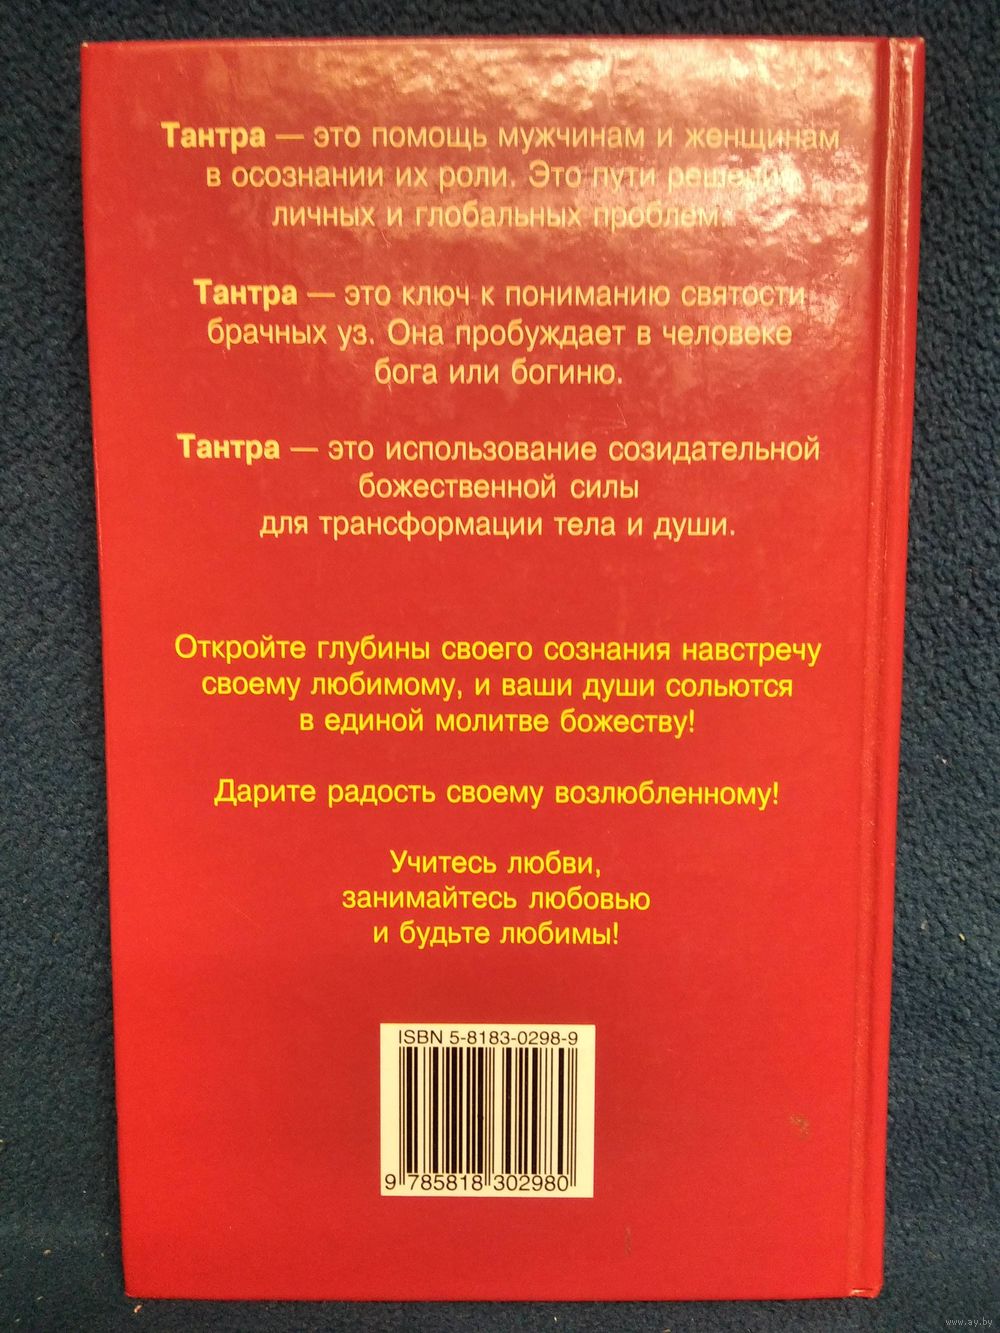 Тантра — это помощь мужчинам и женщинам
в осознании их роли. Это пути решения
личных и глобальных проблем.
Тантра — это ключ к пониманию святости
брачных уз. Она пробуждает в человеке
бога или богиню.
Тантра — это использование созидательной
божественной силы
для трансформации тела и души.
Откройте глубины своего сознания навстречу
своему любимому, и ваши души сольются
в единой молитве божеству!
Дарите радость своему возлюбленному!
Учитесь любви,
занимайтесь любовью
и будьте любимы!
ISBN 5-8183-0298-9
9 785818 302980
www.ay.by